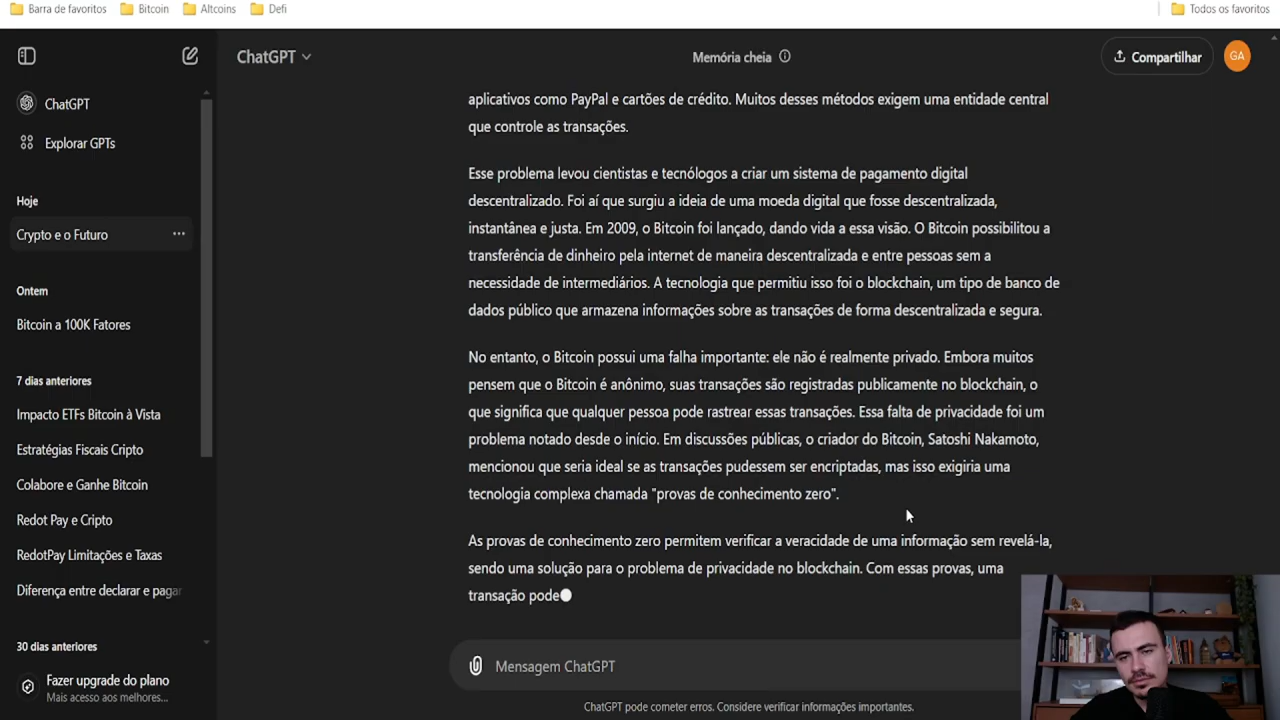 Barra de favoritos
Bitcoin
Altcoins
Defi
Todos os favoritos
ChatGPT
Memória cheia
Compartilhar
GA
ChatGPT
Explorar GPTs
Hoje
Crypto e o Futuro
Ontem
Bitcoin a 100K Fatores
7 dias anteriores
Impacto ETFs Bitcoin à Vista
Estratégias Fiscais Cripto
Colabore e Ganhe Bitcoin
Redot Pay e Cripto
RedotPay Limitações e Taxas
Diferença entre declarar e pagar
30 dias anteriores
Fazer upgrade do plano
Mais acesso aos melhores...
aplicativos como PayPal e cartões de crédito. Muitos desses métodos exigem uma entidade central
que controle as transações.
Esse problema levou cientistas e tecnólogos a criar um sistema de pagamento digital
descentralizado. Foi aí que surgiu a ideia de uma moeda digital que fosse descentralizada,
instantânea e justa. Em 2009, o Bitcoin foi lançado, dando vida a essa visão. O Bitcoin possibilitou a
transferência de dinheiro pela internet de maneira descentralizada e entre pessoas sem a
necessidade de intermediários. A tecnologia que permitiu isso foi o blockchain, um tipo de banco de
dados público que armazena informações sobre as transações de forma descentralizada e segura.
No entanto, o Bitcoin possui uma falha importante: ele não é realmente privado. Embora muitos
pensem que o Bitcoin é anônimo, suas transações são registradas publicamente no blockchain, o
que significa que qualquer pessoa pode rastrear essas transações. Essa falta de privacidade foi um
problema notado desde o início. Em discussões públicas, o criador do Bitcoin, Satoshi Nakamoto,
mencionou que seria ideal se as transações pudessem ser encriptadas, mas isso exigiria uma
tecnologia complexa chamada "provas de conhecimento zero".
As provas de conhecimento zero permitem verificar a veracidade de uma informação sem revelá-la,
sendo uma solução para o problema de privacidade no blockchain. Com essas provas, uma
transação pode
Mensagem ChatGPT
ChatGPT pode cometer erros. Considere verificar informações importantes.